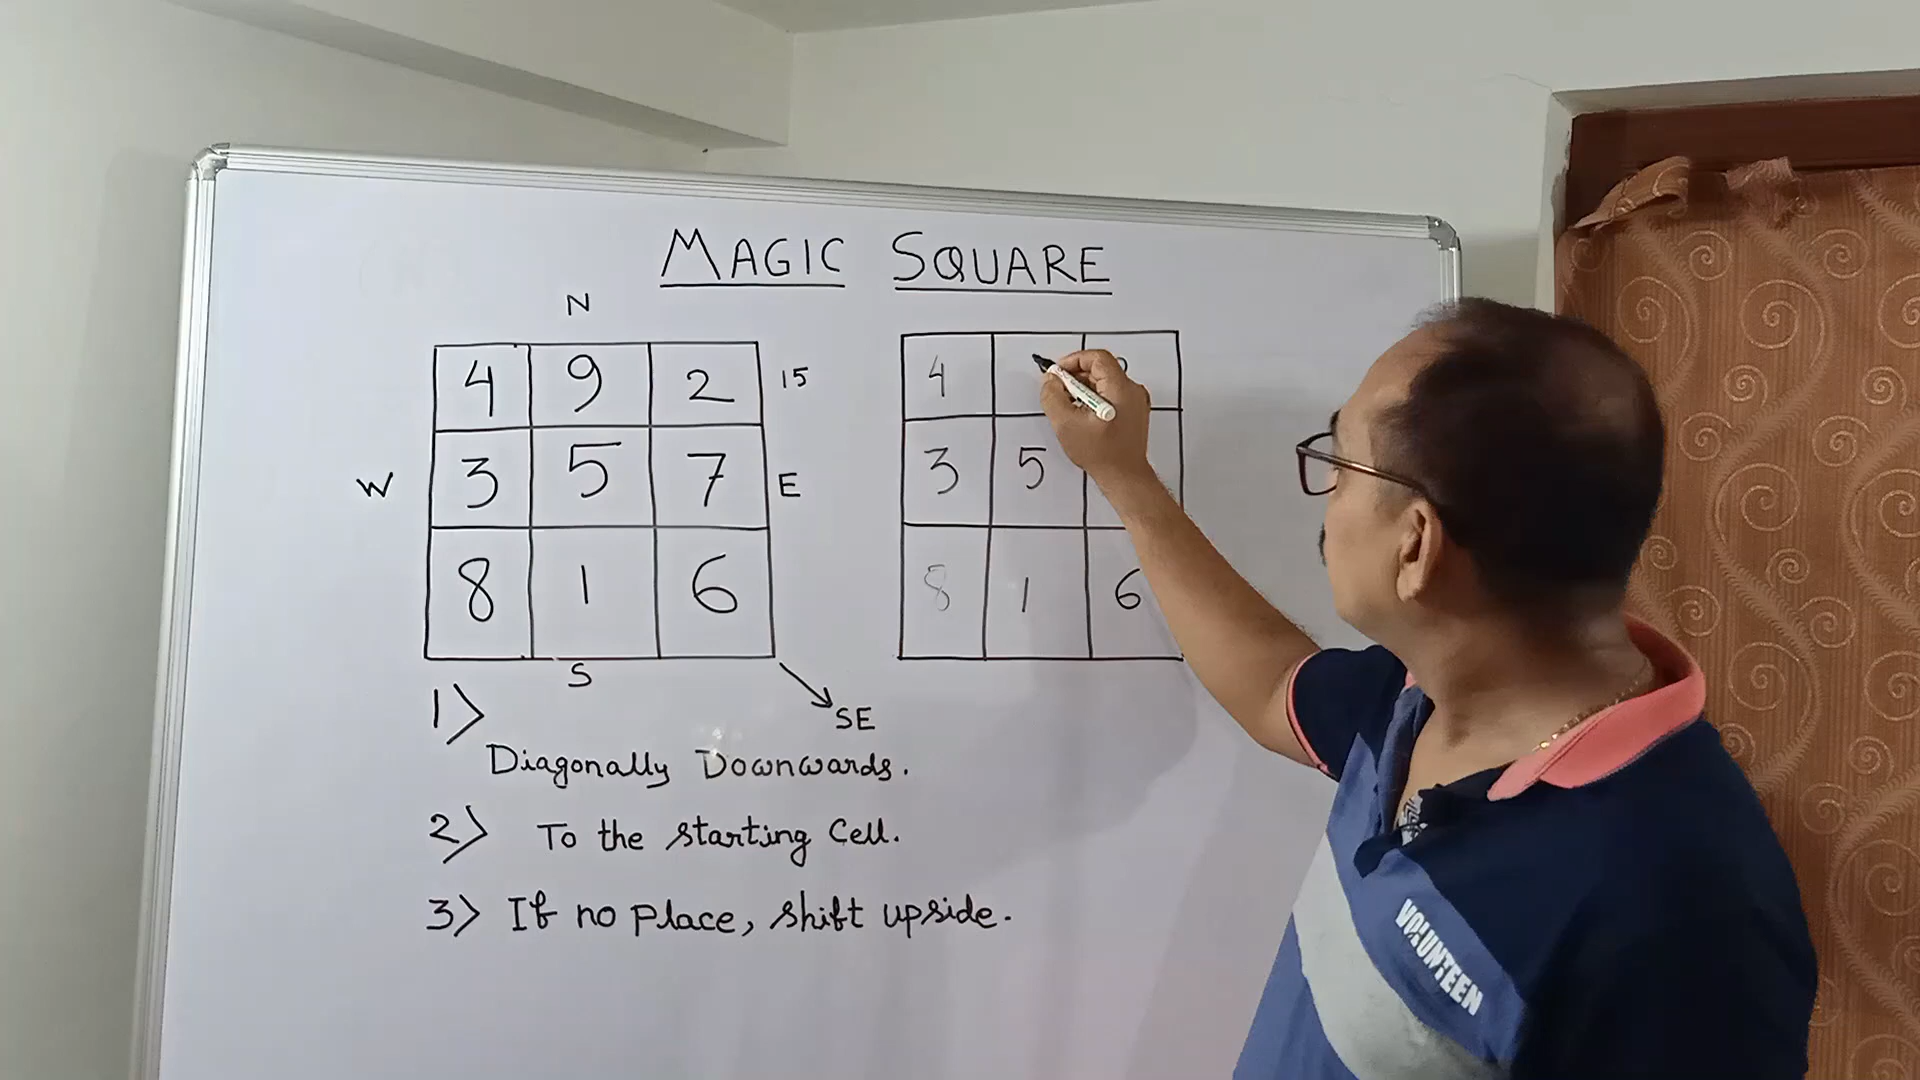 MAGIC SQUARE
N
4 9 2 15
W 3 5 7 E
8 1 6
S
SE
4
3 5
8 1 6
1>
Diagonally Downwards.
2> To the starting Cell.
3> If no place, shift upside.
VOLUNTEEN